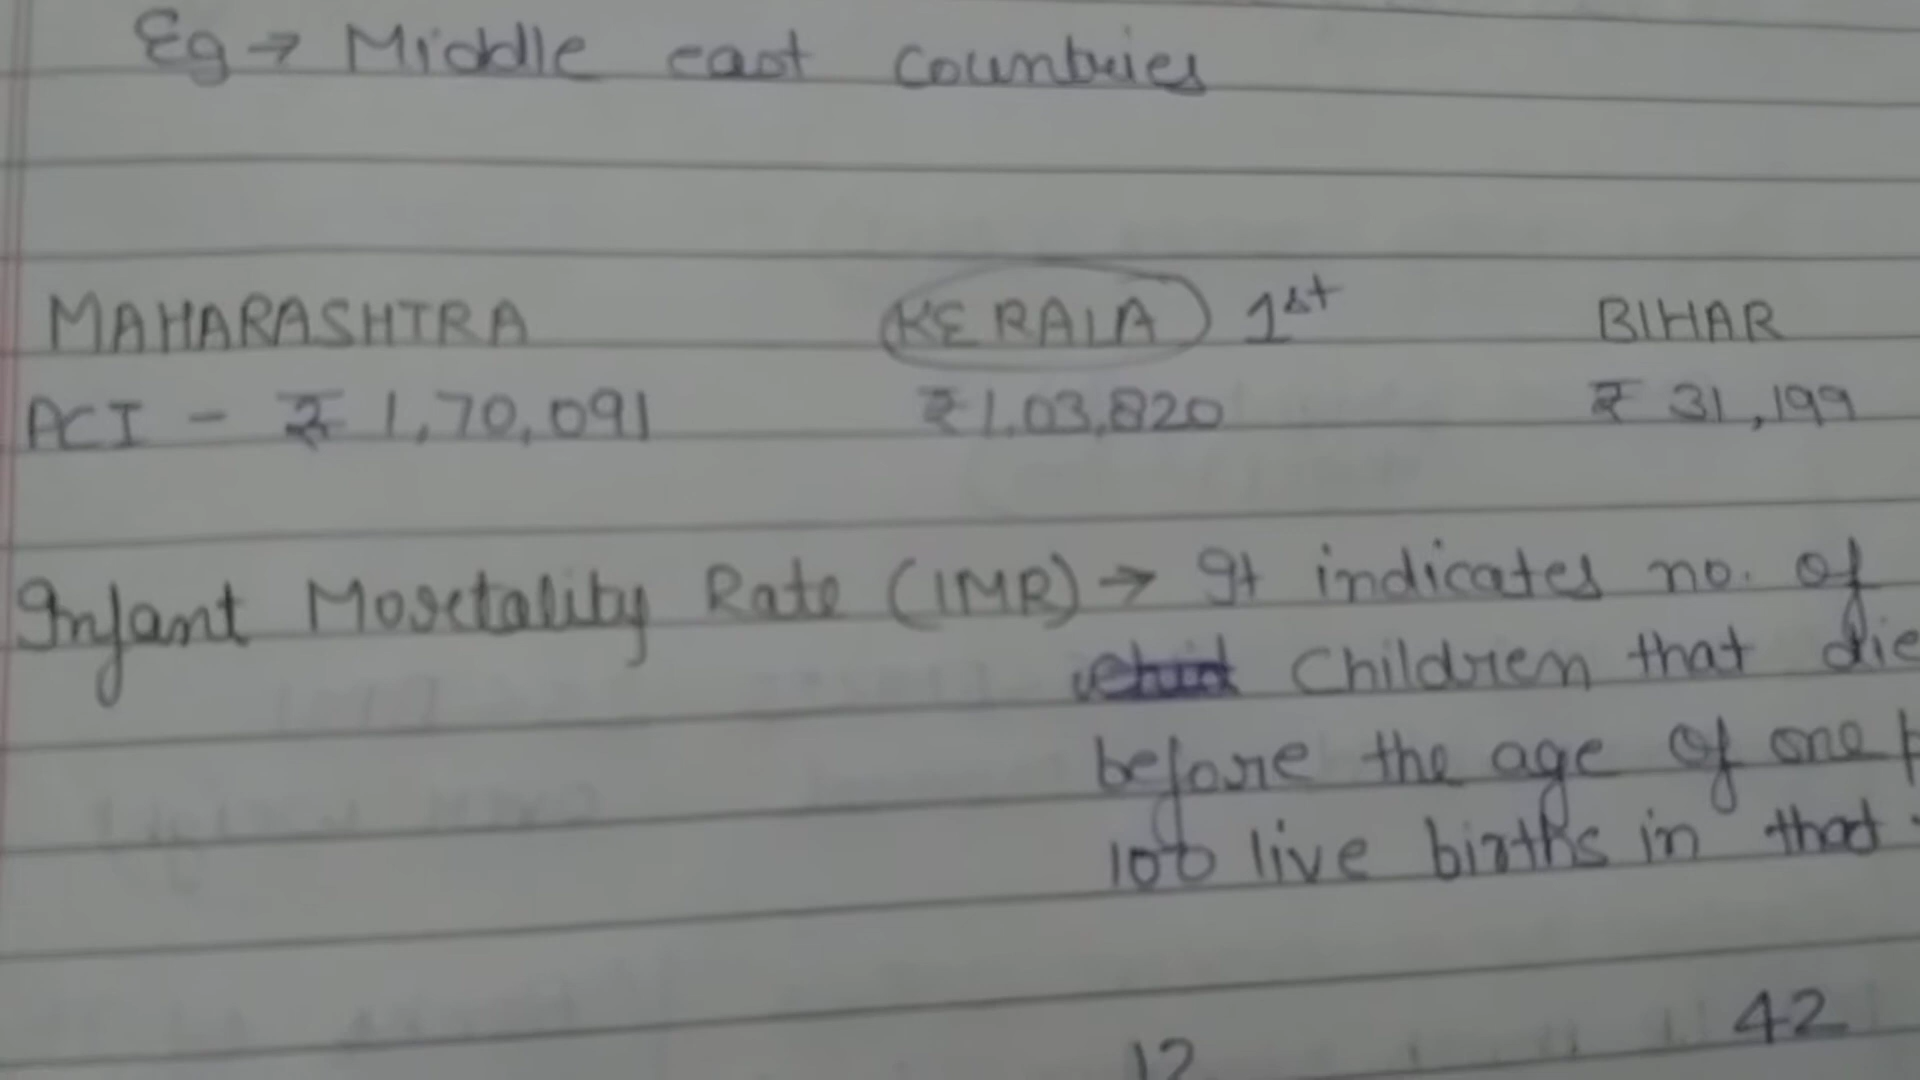 Eg → Middle east countries
MAHARASHTRA KERALA 1st BIHAR
ACI - ₹ 1,70,091 ₹1,03,820 ₹ 31,199
Infant Mortality Rate (IMR) → It indicates no. of
Children that die
before the age of one
100 live births in that
42
12